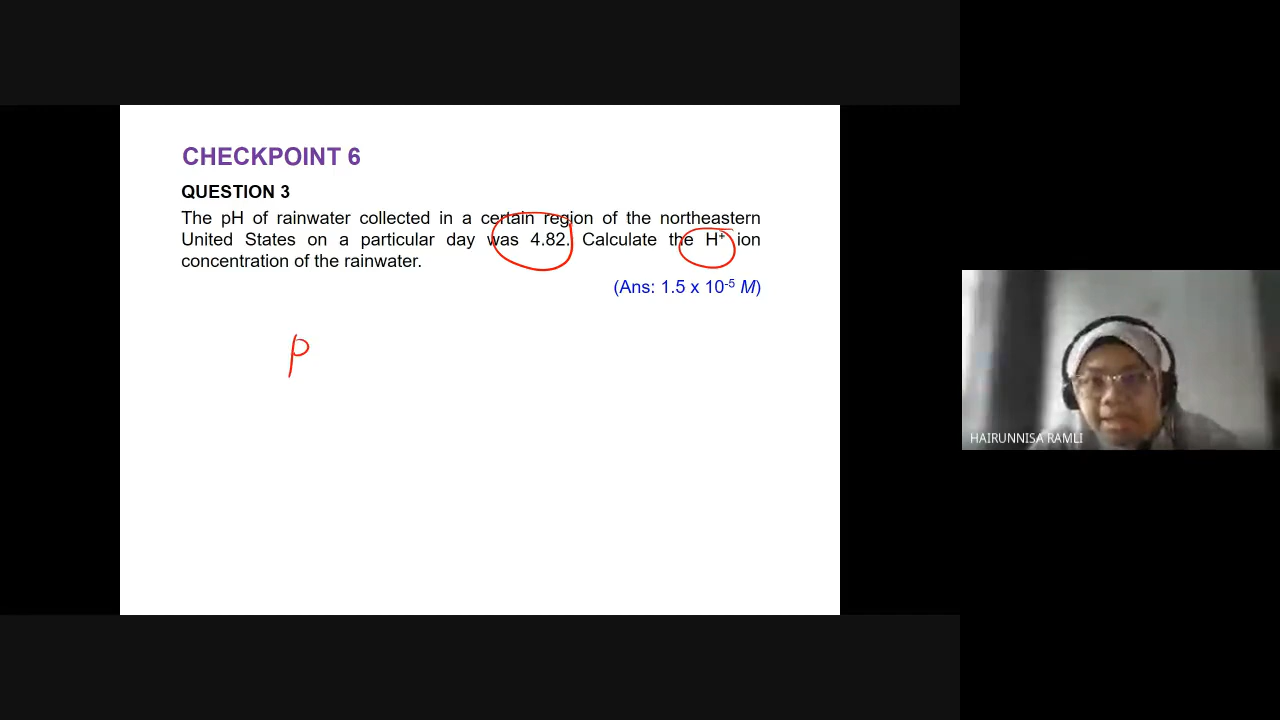 CHECKPOINT 6
QUESTION 3
The pH of rainwater collected in a certain region of the northeastern
United States on a particular day was 4.82. Calculate the H⁺ ion
concentration of the rainwater.
(Ans: 1.5 x 10⁻⁵ M)
p
HAIRUNNISA RAMLI